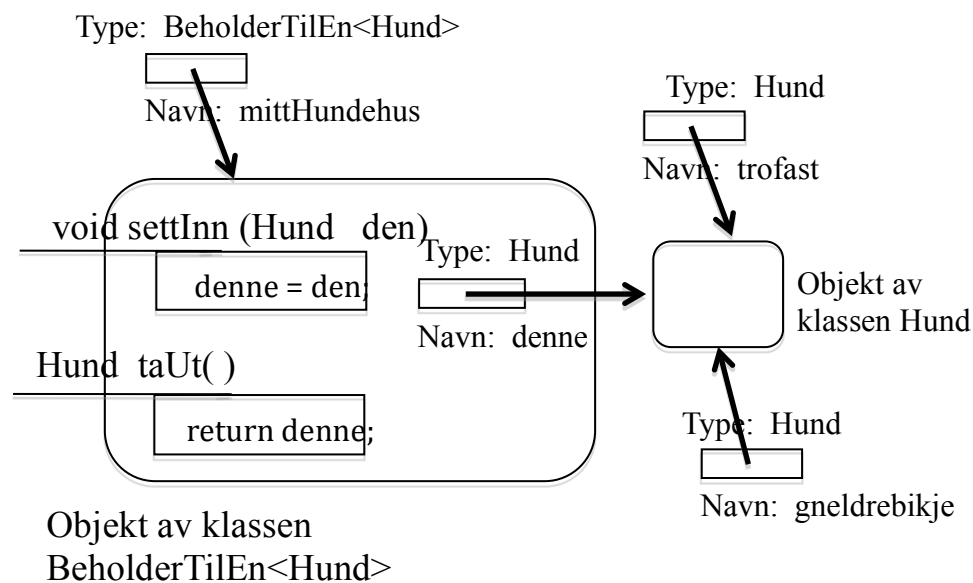 Type: BeholderTilEn<Hund>
Navn: mittHundehus
Type: Hund
Navn: trofast
void settInn (Hund den)
denne = den;
Type: Hund
Navn: denne
Objekt av
klassen Hund
Hund taUt( )
return denne;
Type: Hund
Navn: gneldrebikje
Objekt av klassen
BeholderTilEn<Hund>